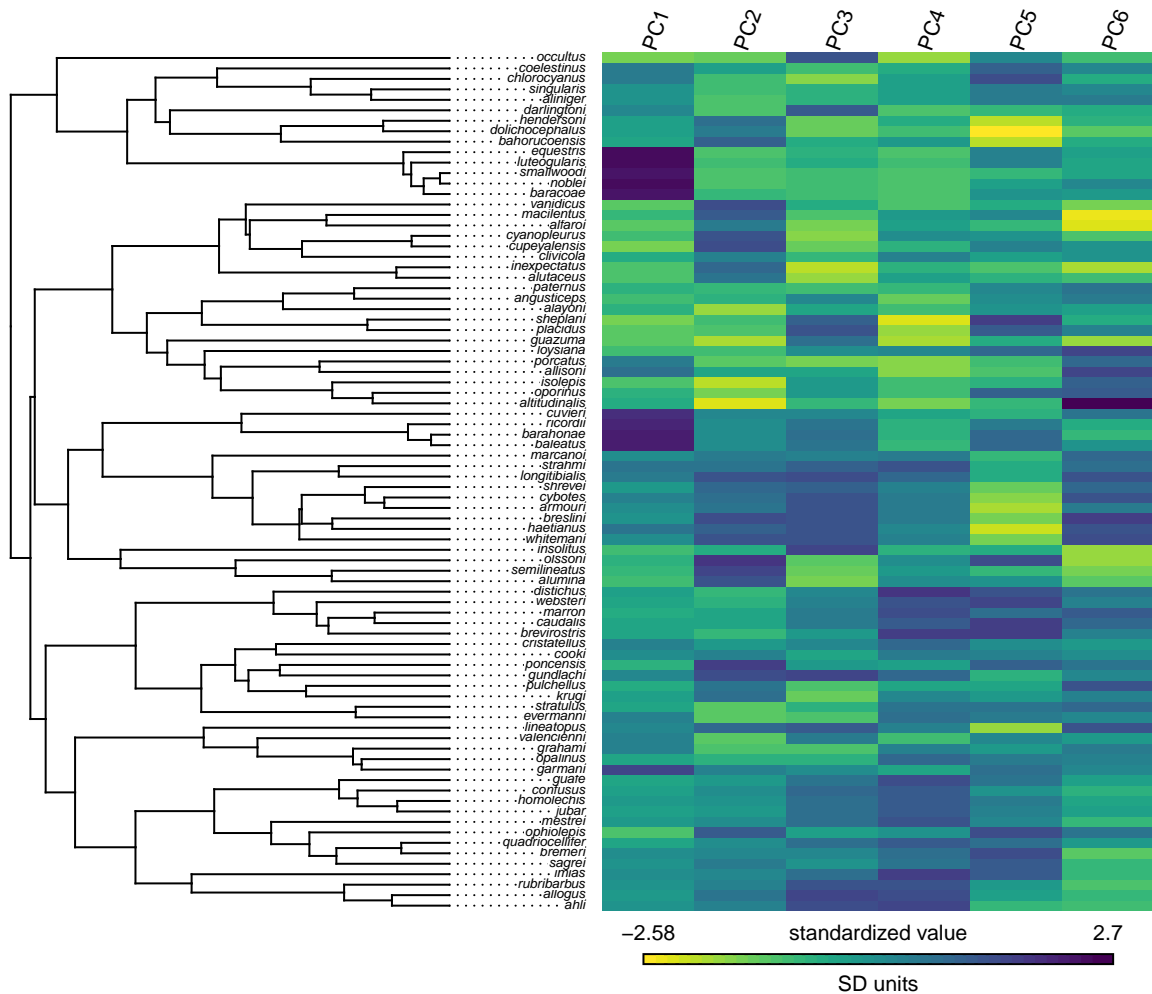 PC1 PC2 PC3 PC4 PC5 PC6
occultus
coelestinus
chlorocyanus
singularis
aliniger
darlingtoni
hendersoni
dolichocephalus
bahorucoensis
equestris
luteogularis
smallwoodi
noblei
baracoae
vanidicus
macilentus
alfaroi
cyanopleurus
cupeyalensis
clivicola
inexpectatus
alutaceus
paternus
angusticeps
alayoni
sheplani
placidus
guazuma
loysiana
porcatus
allisoni
isolepis
oporinus
altitudinalis
cuvieri
ricordii
barahonae
baleatus
marcanoi
strahmi
longitibialis
shrevei
cybotes
armouri
breslini
haetianus
whitemani
insolitus
olssoni
semilineatus
alumina
distichus
websteri
marron
caudalis
brevirostris
cristatellus
cooki
poncensis
gundlachi
pulchellus
krugi
stratulus
evermanni
lineatopus
valencienni
grahami
opalinus
garmani
guafe
confusus
homolechis
jubar
mestrei
ophiolepis
quadriocellifer
bremeri
sagrei
imias
rubribarbus
allogus
ahli
−2.58 standardized value 2.7
SD units